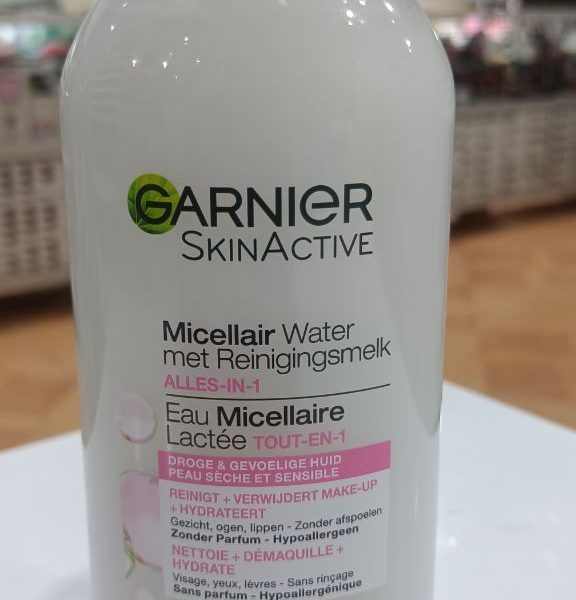 GARNIER
SKINACTIVE
Micellair Water
met Reinigingsmelk
ALLES-IN-1
Eau Micellaire
Lactée TOUT-EN-1
DROGE & GEVOELIGE HUID
PEAU SÈCHE ET SENSIBLE
REINIGT + VERWIJDERT MAKE-UP
+ HYDRATEERT
Gezicht, ogen, lippen - Zonder afspoelen
Zonder Parfum - Hypoallergeen
NETTOIE + DÉMAQUILLE +
HYDRATE
Visage, yeux, lèvres - Sans rinçage
Sans parfum - Hypoallergénique